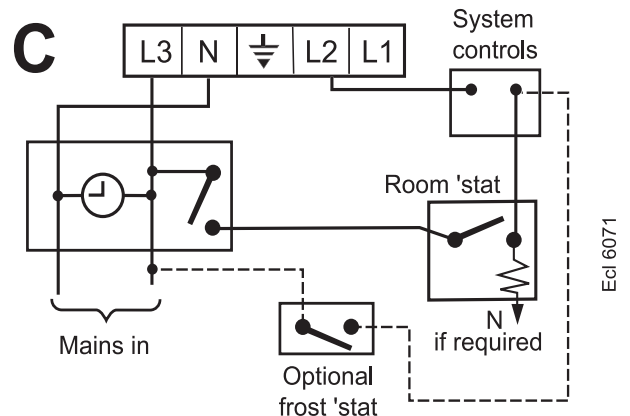 C
L3 N L2 L1
System
controls
Room 'stat
N
if required
Mains in
Optional
frost 'stat
Ecl 6071